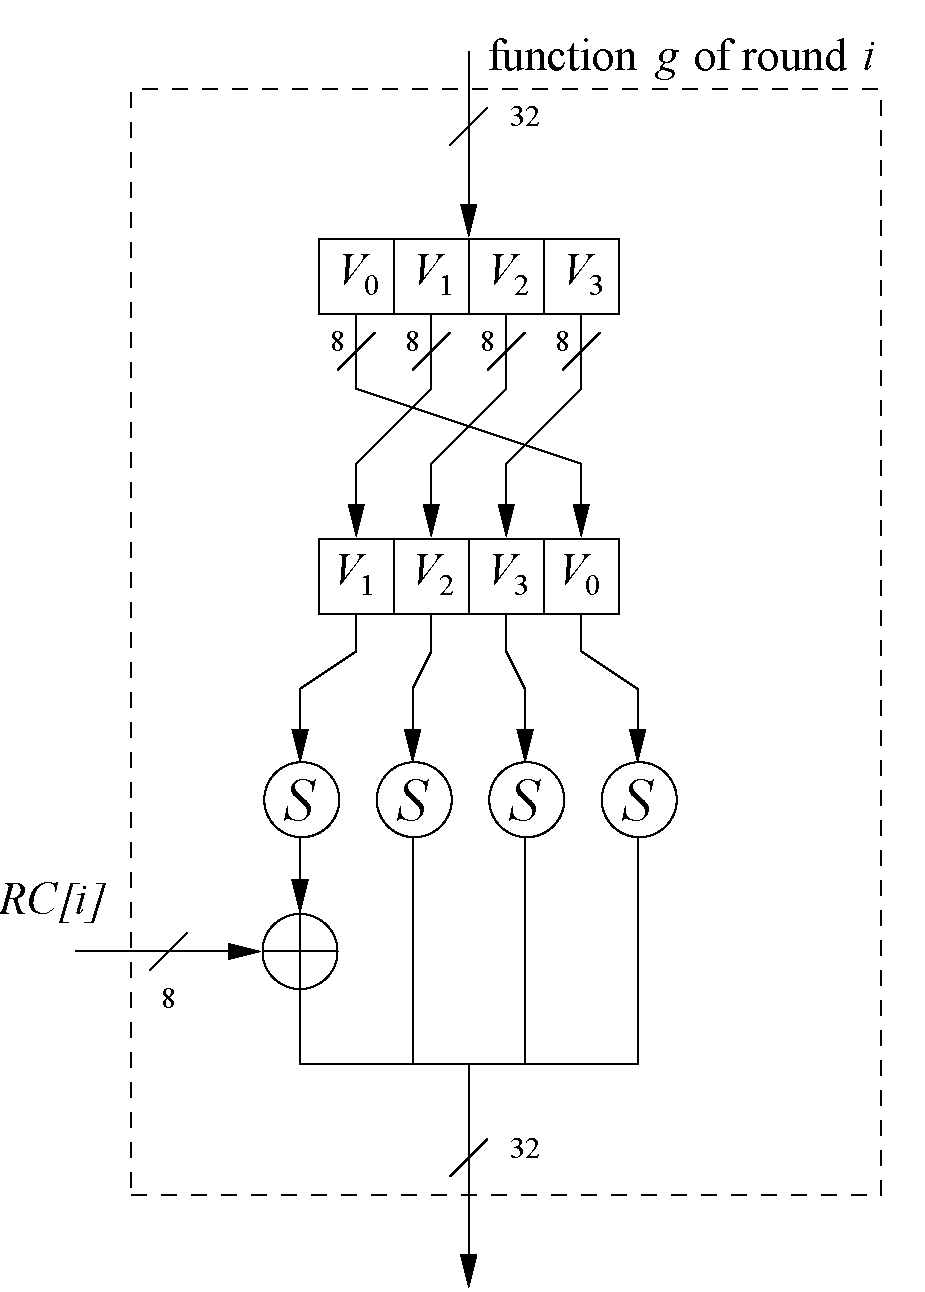 function g of round i
32
V0 V1 V2 V3
8 8 8 8
V1 V2 V3 V0
S S S S
RC[i]
8
32